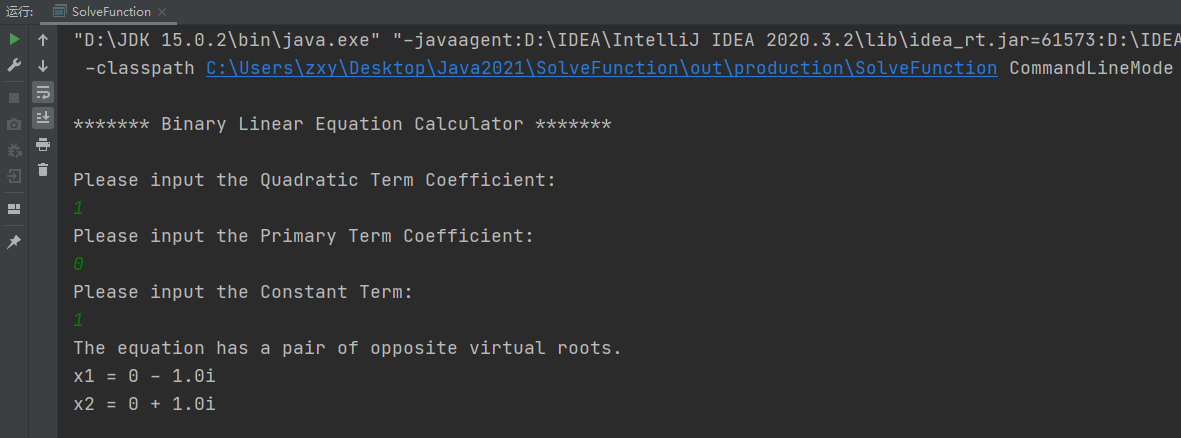 运行: SolveFunction ×
"D:\JDK 15.0.2\bin\java.exe" "-javaagent:D:\IDEA\IntelliJ IDEA 2020.3.2\lib\idea_rt.jar=61573:D:\IDEA
-classpath C:\Users\zxy\Desktop\Java2021\SolveFunction\out\production\SolveFunction CommandLineMode
******* Binary Linear Equation Calculator *******
Please input the Quadratic Term Coefficient:
1
Please input the Primary Term Coefficient:
0
Please input the Constant Term:
1
The equation has a pair of opposite virtual roots.
x1 = 0 - 1.0i
x2 = 0 + 1.0i